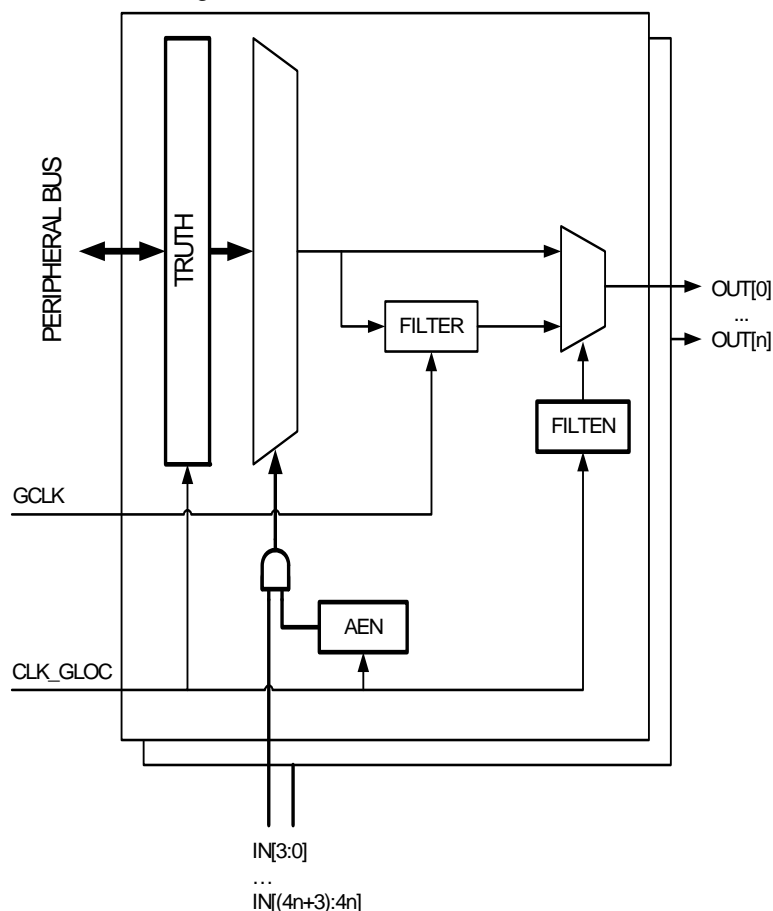 PERIPHERAL BUS
TRUTH
FILTER
OUT[0]
...
OUT[n]
FILTEN
GCLK
AEN
CLK_GLOC
IN[3:0]
...
IN[(4n+3):4n]